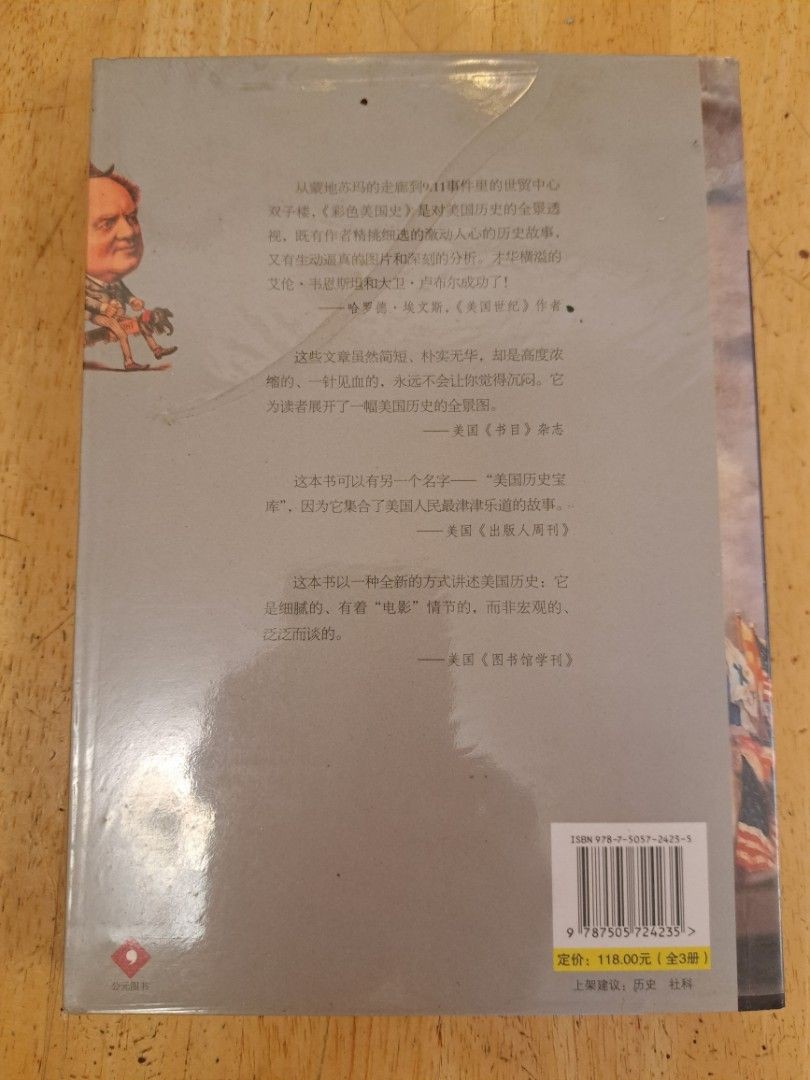 从蒙地苏玛的走廊到9.11事件里的世贸中心
双子楼，《彩色美国史》是对美国历史的全景透
视，既有作者精挑细选的激动人心的历史故事，
又有生动逼真的图片和深刻的分析。才华横溢的
艾伦·韦恩斯坦和大卫·卢布尔成功了！
——哈罗德·埃文斯，《美国世纪》作者
这些文章虽然简短、朴实无华，却是高度浓
缩的、一针见血的，永远不会让你觉得沉闷。它
为读者展开了一幅美国历史的全景图。
——美国《书目》杂志
这本书可以有另一个名字——“美国历史宝
库”，因为它集合了美国人民最津津乐道的故事。
——美国《出版人周刊》
这本书以一种全新的方式讲述美国历史：它
是细腻的、有着“电影”情节的，而非宏观的、
泛泛而谈的。
——美国《图书馆学刊》
ISBN 978-7-5057-2423-5
9 787505 724235 >
定价：118.00元（全3册）
上架建议：历史 社科
公元图书